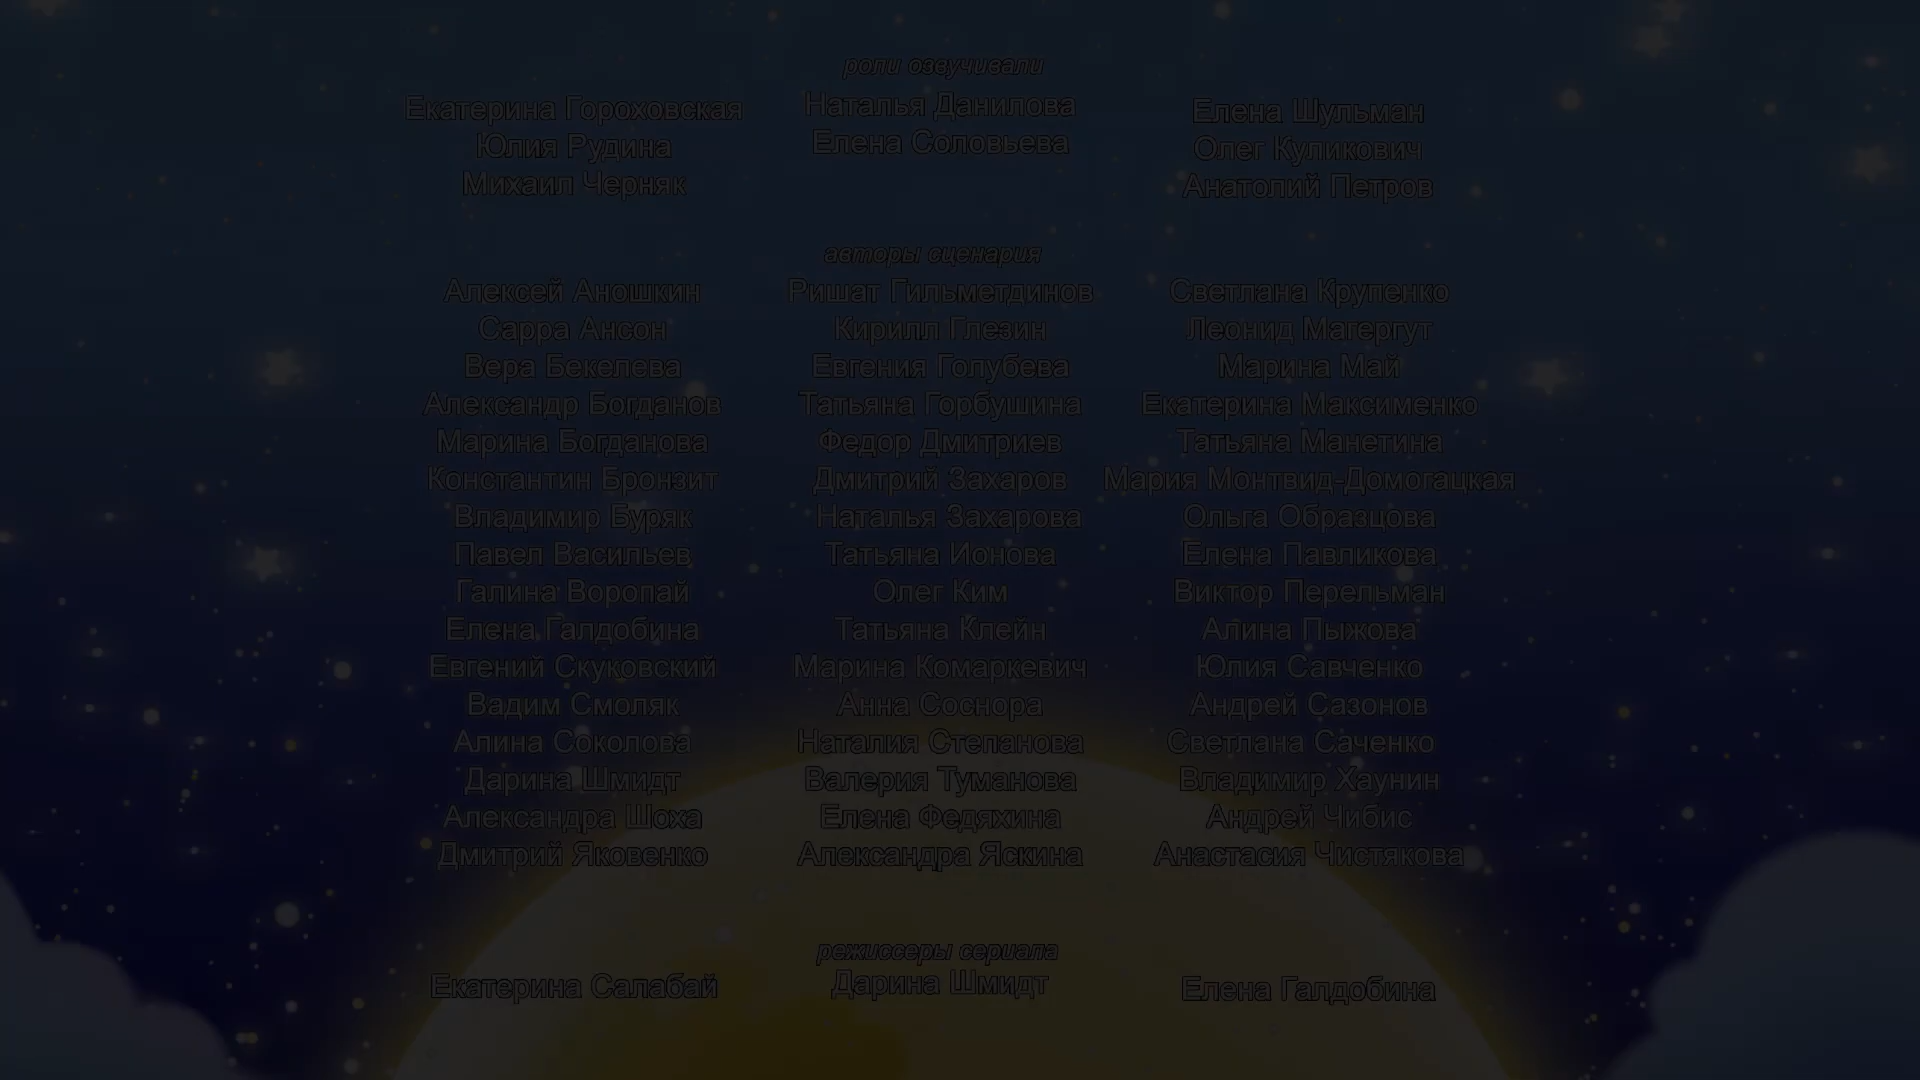 роли озвучивали
Екатерина Гороховская Наталья Данилова Елена Шульман
Юлия Рудина Елена Соловьева Олег Куликович
Михаил Черняк Анатолий Петров
авторы сценария
Алексей Аношкин Ришат Гильметдинов Светлана Крупенко
Сарра Ансон Кирилл Глезин Леонид Магергут
Вера Бекелева Евгения Голубева Марина Май
Александр Богданов Татьяна Горбушина Екатерина Максименко
Марина Богданова Федор Дмитриев Татьяна Манетина
Константин Бронзит Дмитрий Захаров Мария Монтвид-Домогацкая
Владимир Буряк Наталья Захарова Ольга Образцова
Павел Васильев Татьяна Ионова Елена Павликова
Галина Воропай Олег Ким Виктор Перельман
Елена Галдобина Татьяна Клейн Алина Пыжова
Евгений Скуковский Марина Комаркевич Юлия Савченко
Вадим Смоляк Анна Соснора Андрей Сазонов
Алина Соколова Наталия Степанова Светлана Саченко
Дарина Шмидт Валерия Туманова Владимир Хаунин
Александра Шоха Елена Федяхина Андрей Чибис
Дмитрий Яковенко Александра Яскина Анастасия Чистякова
режиссеры сериала
Екатерина Салабай Дарина Шмидт Елена Галдобина